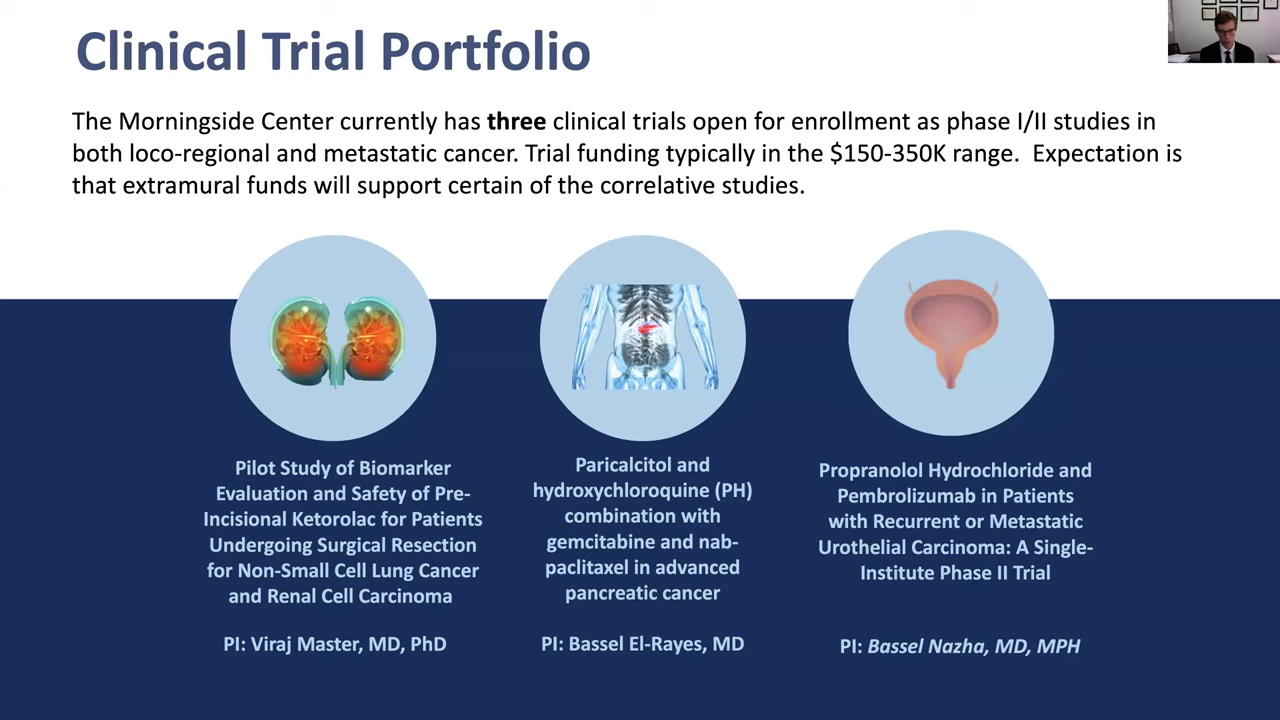 Clinical Trial Portfolio
The Morningside Center currently has three clinical trials open for enrollment as phase I/II studies in
both loco-regional and metastatic cancer. Trial funding typically in the $150-350K range.  Expectation is
that extramural funds will support certain of the correlative studies.
Pilot Study of Biomarker
Evaluation and Safety of Pre-
Incisional Ketorolac for Patients
Undergoing Surgical Resection
for Non-Small Cell Lung Cancer
and Renal Cell Carcinoma
PI: Viraj Master, MD, PhD
Paricalcitol and
hydroxychloroquine (PH)
combination with
gemcitabine and nab-
paclitaxel in advanced
pancreatic cancer
PI: Bassel El-Rayes, MD
Propranolol Hydrochloride and
Pembrolizumab in Patients
with Recurrent or Metastatic
Urothelial Carcinoma: A Single-
Institute Phase II Trial
PI: Bassel Nazha, MD, MPH